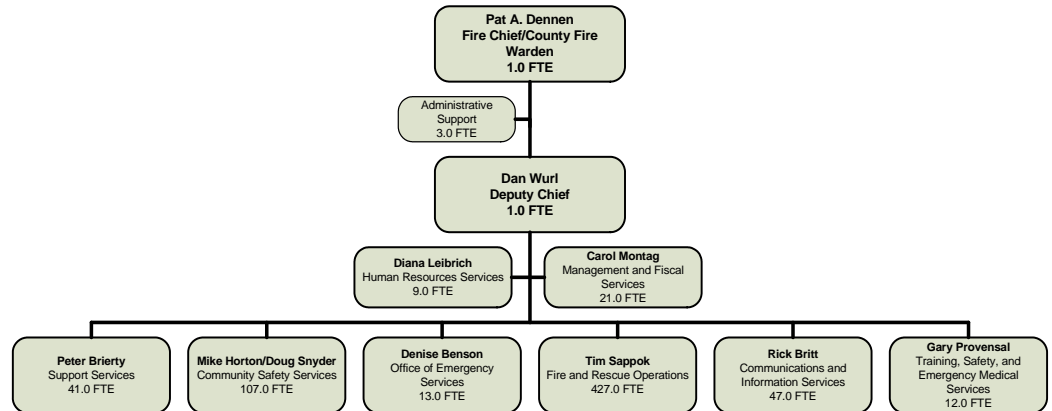 Pat A. Dennen
Fire Chief/County Fire
Warden
1.0 FTE
Administrative
Support
3.0 FTE
Dan Wurl
Deputy Chief
1.0 FTE
Diana Leibrich
Human Resources Services
9.0 FTE
Carol Montag
Management and Fiscal
Services
21.0 FTE
Peter Brierty
Support Services
41.0 FTE
Mike Horton/Doug Snyder
Community Safety Services
107.0 FTE
Denise Benson
Office of Emergency
Services
13.0 FTE
Tim Sappok
Fire and Rescue Operations
427.0 FTE
Rick Britt
Communications and
Information Services
47.0 FTE
Gary Provensal
Training, Safety, and
Emergency Medical
Services
12.0 FTE